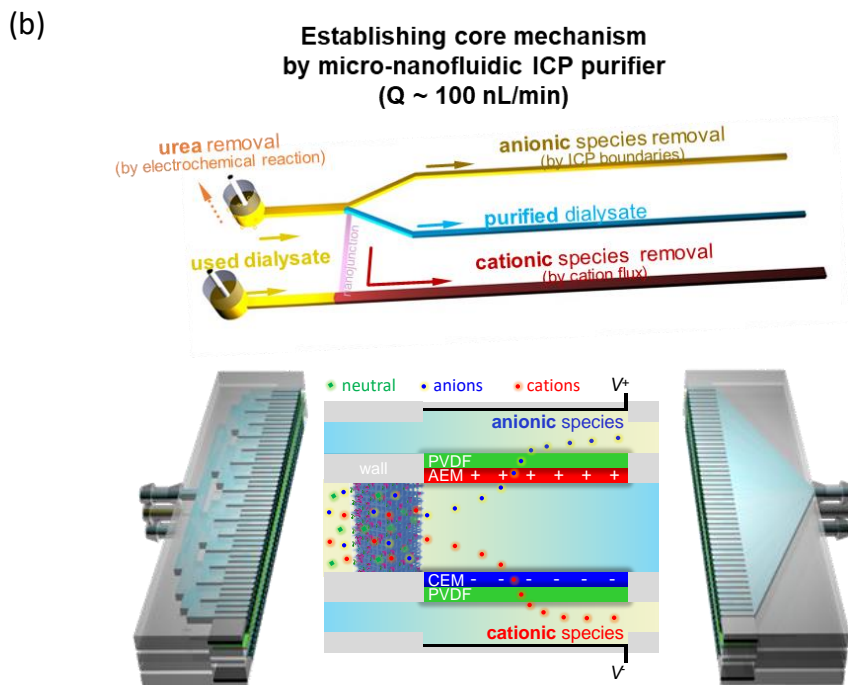 (b)
Establishing core mechanism
by micro-nanofluidic ICP purifier
(Q ~ 100 nL/min)
urea removal
(by electrochemical reaction)
anionic species removal
(by ICP boundaries)
purified dialysate
used dialysate
nanojunction
cationic species removal
(by cation flux)
neutral anions cations V+
anionic species
PVDF
wall
AEM + + + + + +
CEM - - - - - -
PVDF
cationic species
V-